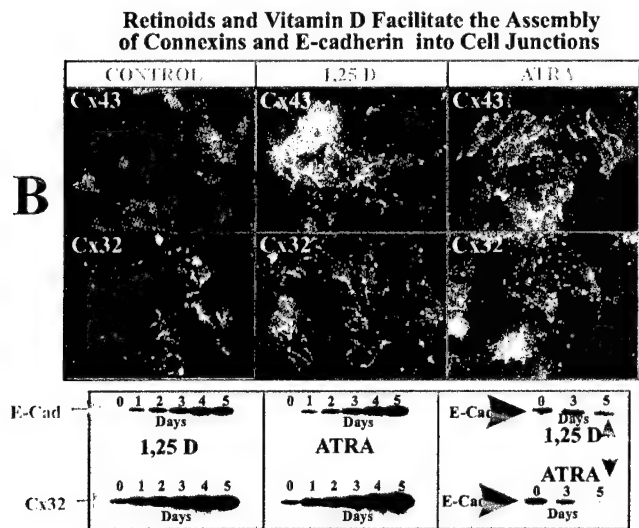 Retinoids and Vitamin D Facilitate the Assembly
of Connexins and E-cadherin into Cell Junctions
CONTROL 1,25 D ATRA
Cx43 Cx43 Cx43
B
Cx32 Cx32 Cx32
E-Cad 0 1 2 3 4 5 0 1 2 3 4 5 E-Cad 0 3 5
Days Days Days
1,25 D ATRA 1,25 D
ATRA
Cx32 0 1 2 3 4 5 0 1 2 3 4 5 E-Cad 0 3 5
Days Days Days